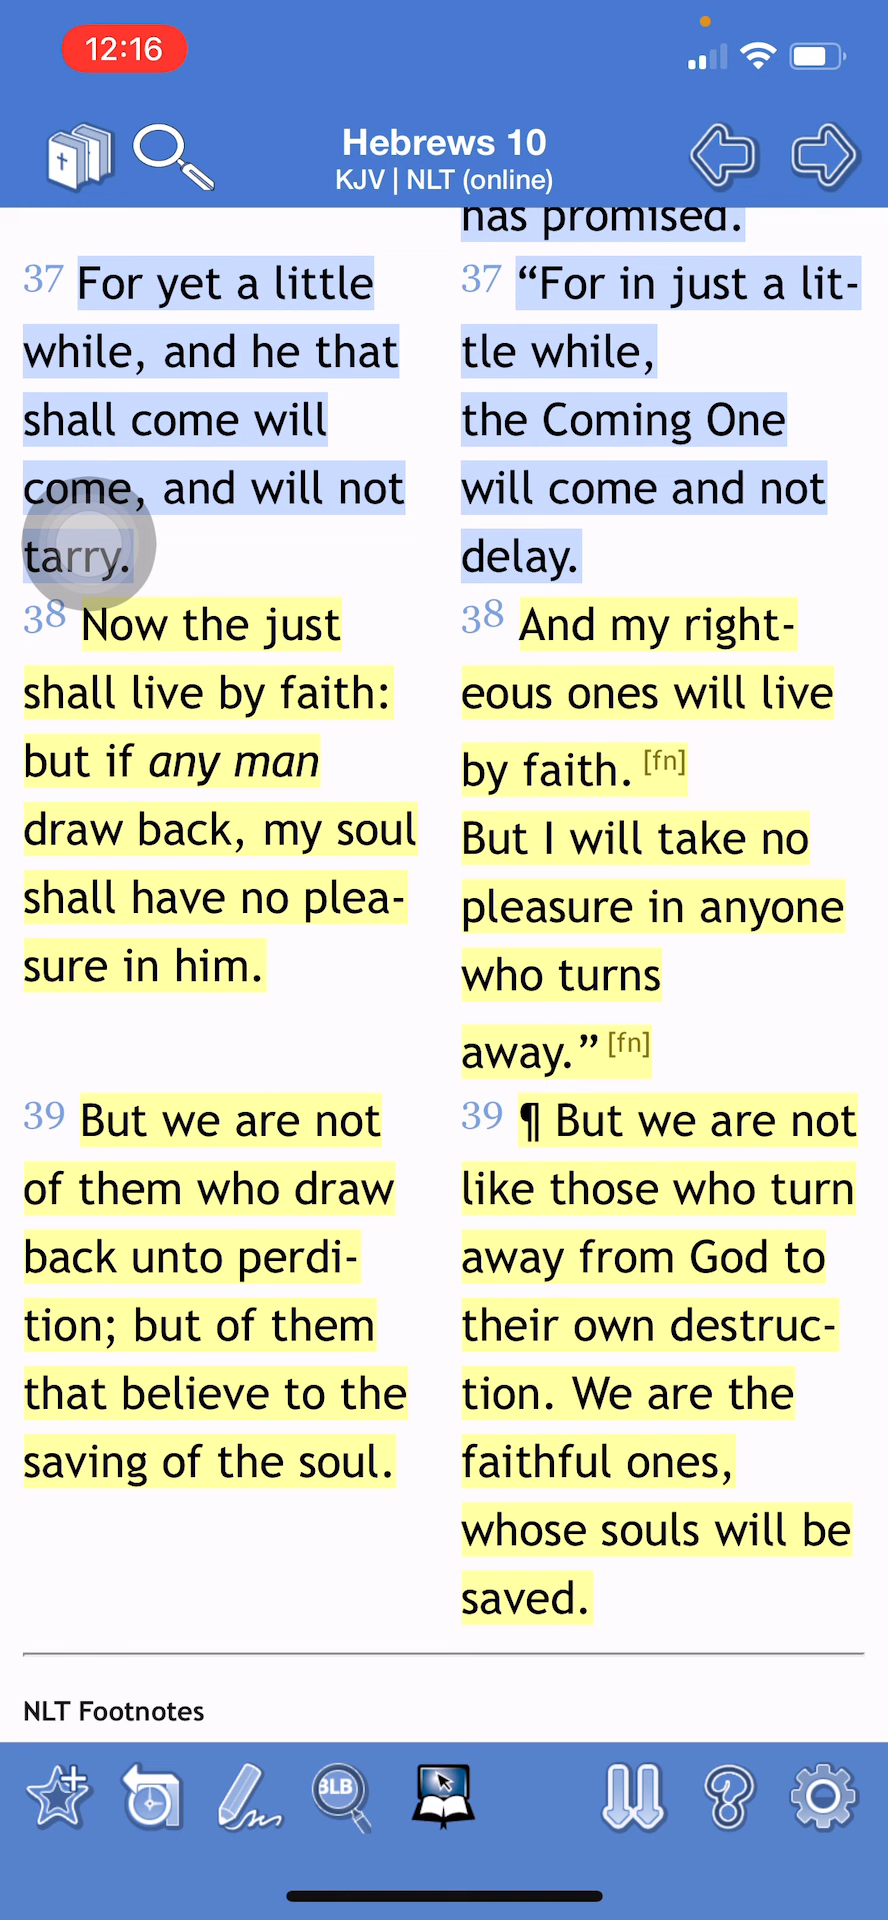 12:16
Hebrews 10
KJV | NLT (online)
has promised.
37 For yet a little
while, and he that
shall come will
come, and will not
tarry.
38 Now the just
shall live by faith:
but if any man
draw back, my soul
shall have no plea-
sure in him.
39 But we are not
of them who draw
back unto perdi-
tion; but of them
that believe to the
saving of the soul.
37 “For in just a lit-
tle while,
the Coming One
will come and not
delay.
38 And my right-
eous ones will live
by faith. [fn]
But I will take no
pleasure in anyone
who turns
away.” [fn]
39 ¶ But we are not
like those who turn
away from God to
their own destruc-
tion. We are the
faithful ones,
whose souls will be
saved.
NLT Footnotes
BLB